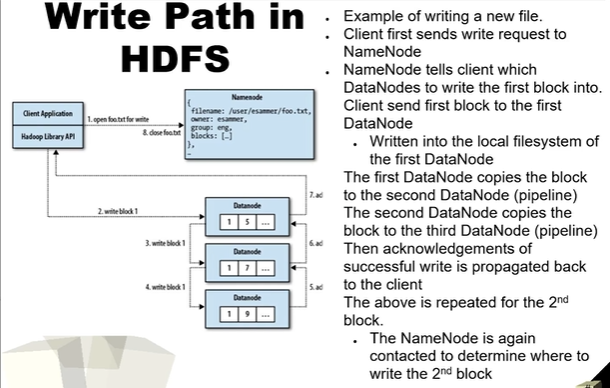 Write Path in
HDFS
Client Application
Hadoop Library API
1. open foo.txt for write
8. close foo.txt
Namenode
{
filename: /user/esammer/foo.txt,
owner: esammer,
group: eng,
blocks: [..]
},
2. write block 1
7. ack
Datanode
1 5 ...
3. write block 1
6. ack
Datanode
1 7 ...
4. write block 1
5. ack
Datanode
1 9 ...
• Example of writing a new file.
• Client first sends write request to
NameNode
• NameNode tells client which
DataNodes to write the first block into.
Client send first block to the first
DataNode
• Written into the local filesystem of
the first DataNode
The first DataNode copies the block
to the second DataNode (pipeline)
The second DataNode copies the
block to the third DataNode (pipeline)
Then acknowledgements of
successful write is propagated back
to the client
The above is repeated for the 2nd
block.
• The NameNode is again
contacted to determine where to
write the 2nd block